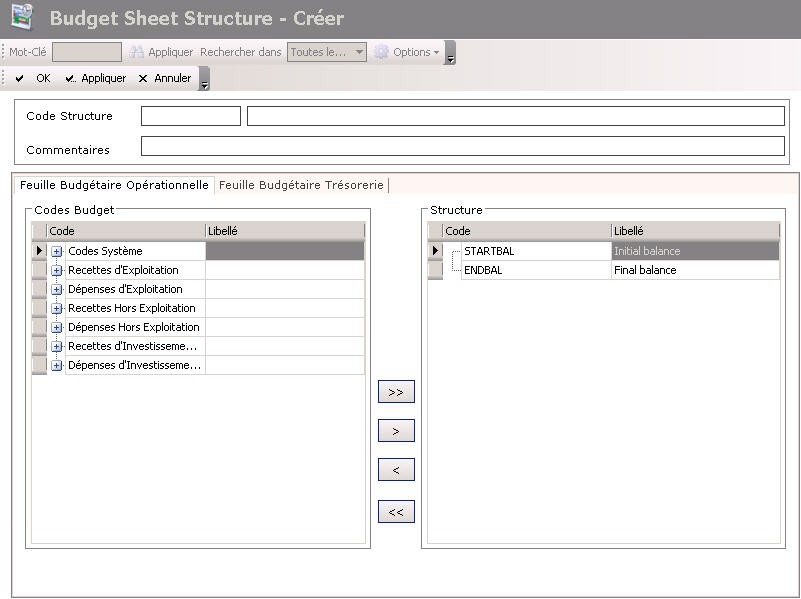 Budget Sheet Structure - Créer
Mot-Clé Appliquer Rechercher dans Toutes le... Options
OK Appliquer Annuler
Code Structure
Commentaires
Feuille Budgétaire Opérationnelle Feuille Budgétaire Trésorerie
Codes Budget
Code Libellé
Codes Système
Recettes d'Exploitation
Dépenses d'Exploitation
Recettes Hors Exploitation
Dépenses Hors Exploitation
Recettes d'Investisseme...
Dépenses d'Investisseme...
>>
>
<
<<
Structure
Code Libellé
STARTBAL Initial balance
ENDBAL Final balance